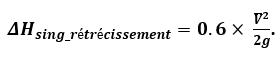 ΔH_sing_rétrécissement = 0.6 × V²/2g.